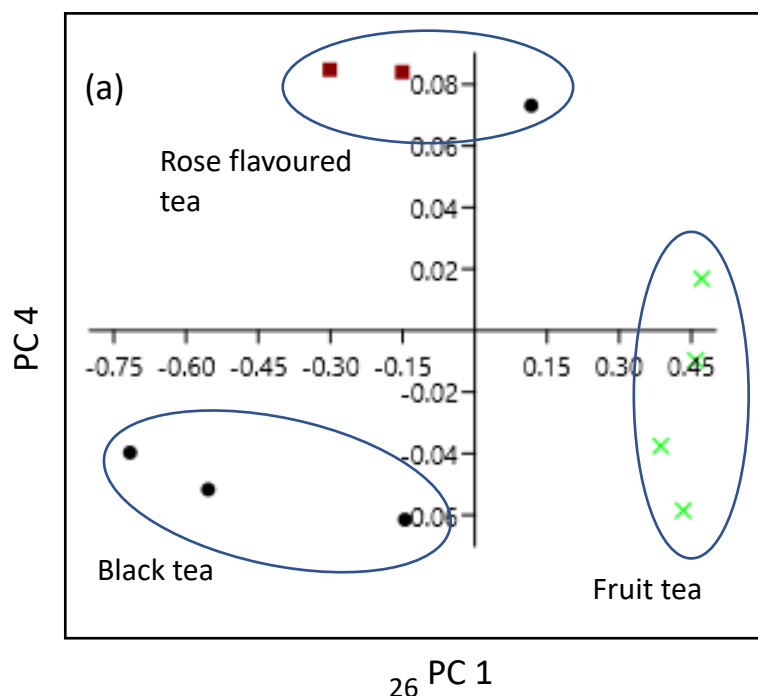 (a)
0.08
Rose flavoured
tea
0.06
0.04
0.02
-0.75 -0.60 -0.45 -0.30 -0.15 0.15 0.30 0.45
-0.02
-0.04
-0.06
PC 4
Black tea
Fruit tea
26 PC 1